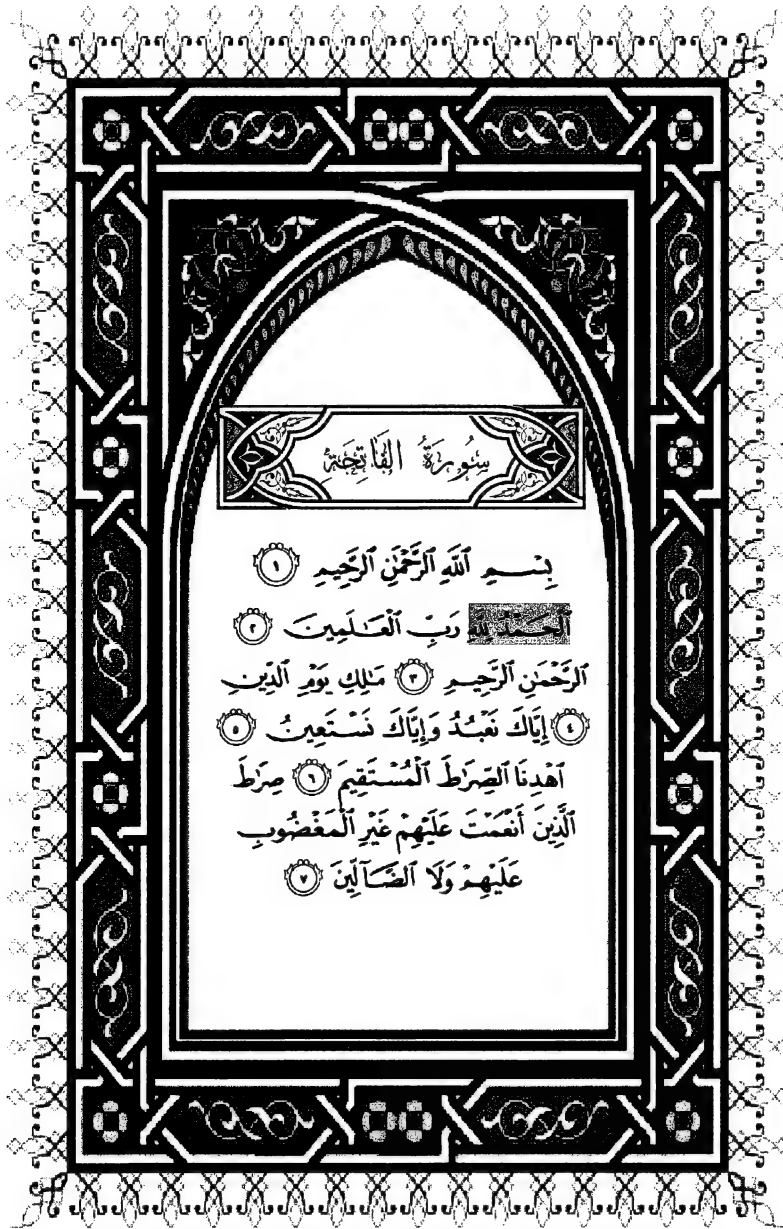 سُورَةُ الفَاتِحَةِ
بِسْمِ ٱللَّهِ ٱلرَّحْمَٰنِ ٱلرَّحِيمِ ١
ٱلْحَمْدُ لِلَّهِ رَبِّ ٱلْعَٰلَمِينَ ٢
ٱلرَّحْمَٰنِ ٱلرَّحِيمِ ٣ مَٰلِكِ يَوْمِ ٱلدِّينِ
٤ إِيَّاكَ نَعْبُدُ وَإِيَّاكَ نَسْتَعِينُ ٥
ٱهْدِنَا ٱلصِّرَٰطَ ٱلْمُسْتَقِيمَ ٦ صِرَٰطَ
ٱلَّذِينَ أَنْعَمْتَ عَلَيْهِمْ غَيْرِ ٱلْمَغْضُوبِ
عَلَيْهِمْ وَلَا ٱلضَّآلِّينَ ٧